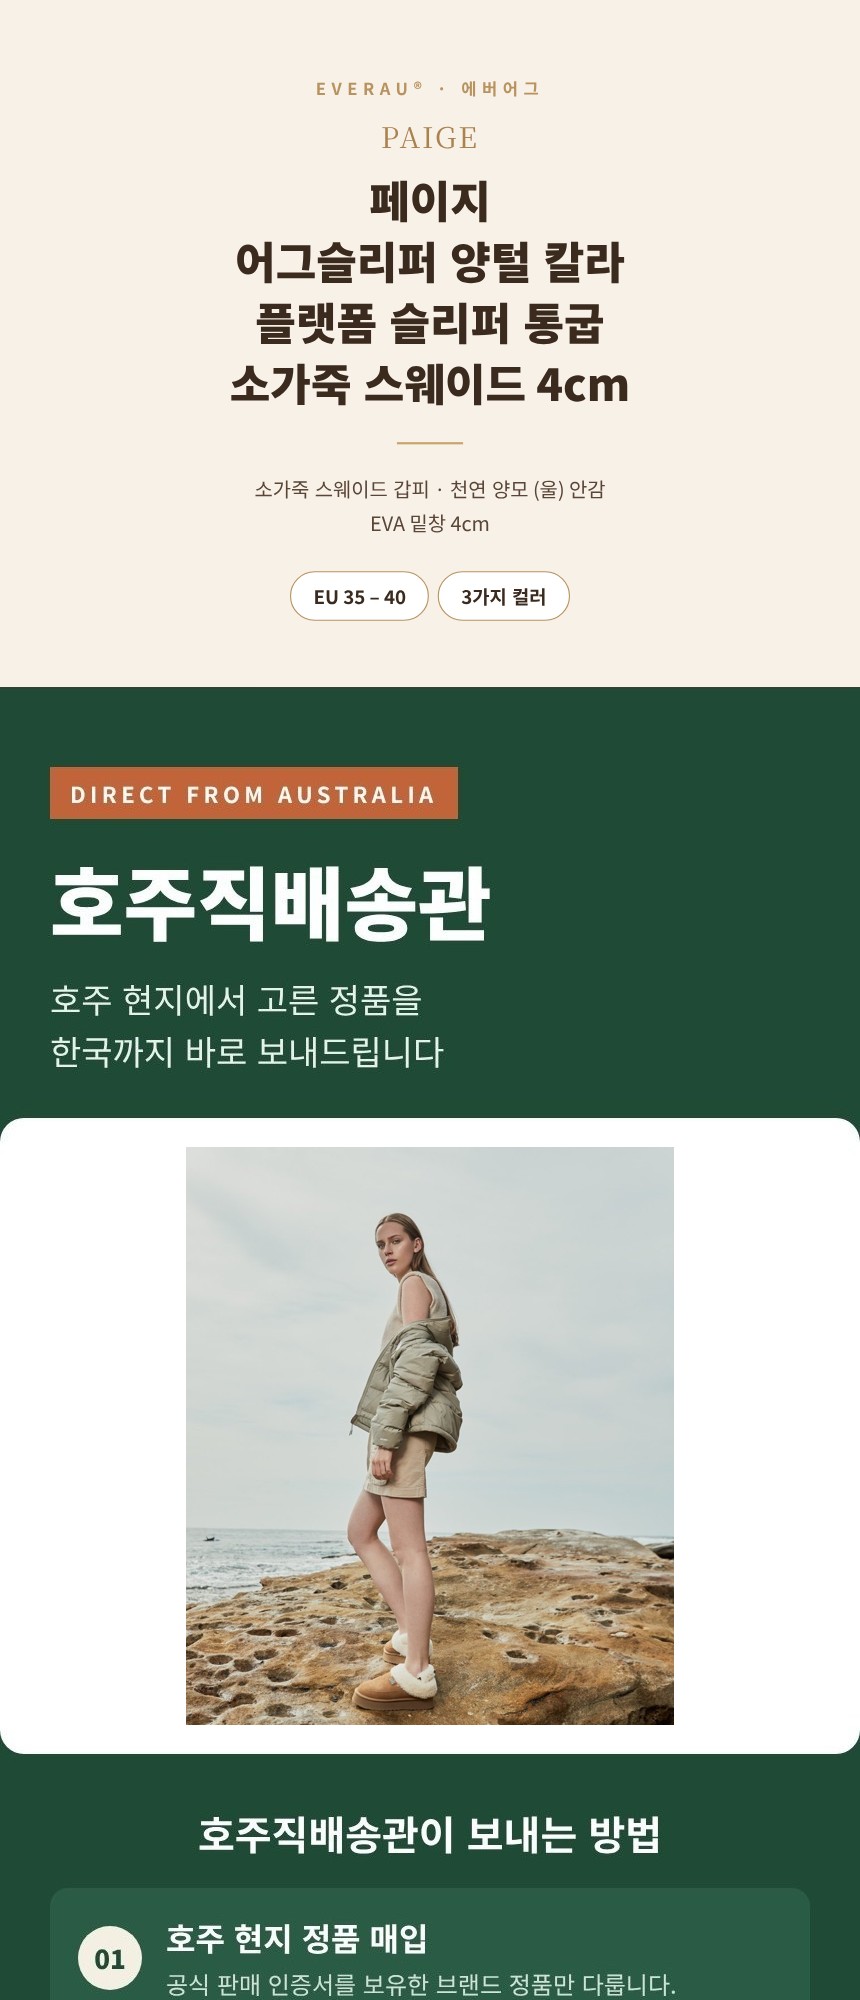 EVERAU® · 에버어그
PAIGE
페이지
어그슬리퍼 양털 칼라
플랫폼 슬리퍼 통굽
소가죽 스웨이드 4cm
소가죽 스웨이드 갑피 · 천연 양모 (울) 안감
EVA 밑창 4cm
EU 35 – 40
3가지 컬러
DIRECT FROM AUSTRALIA
호주직배송관
호주 현지에서 고른 정품을
한국까지 바로 보내드립니다
호주직배송관이 보내는 방법
01
호주 현지 정품 매입
공식 판매 인증서를 보유한 브랜드 정품만 다룹니다.